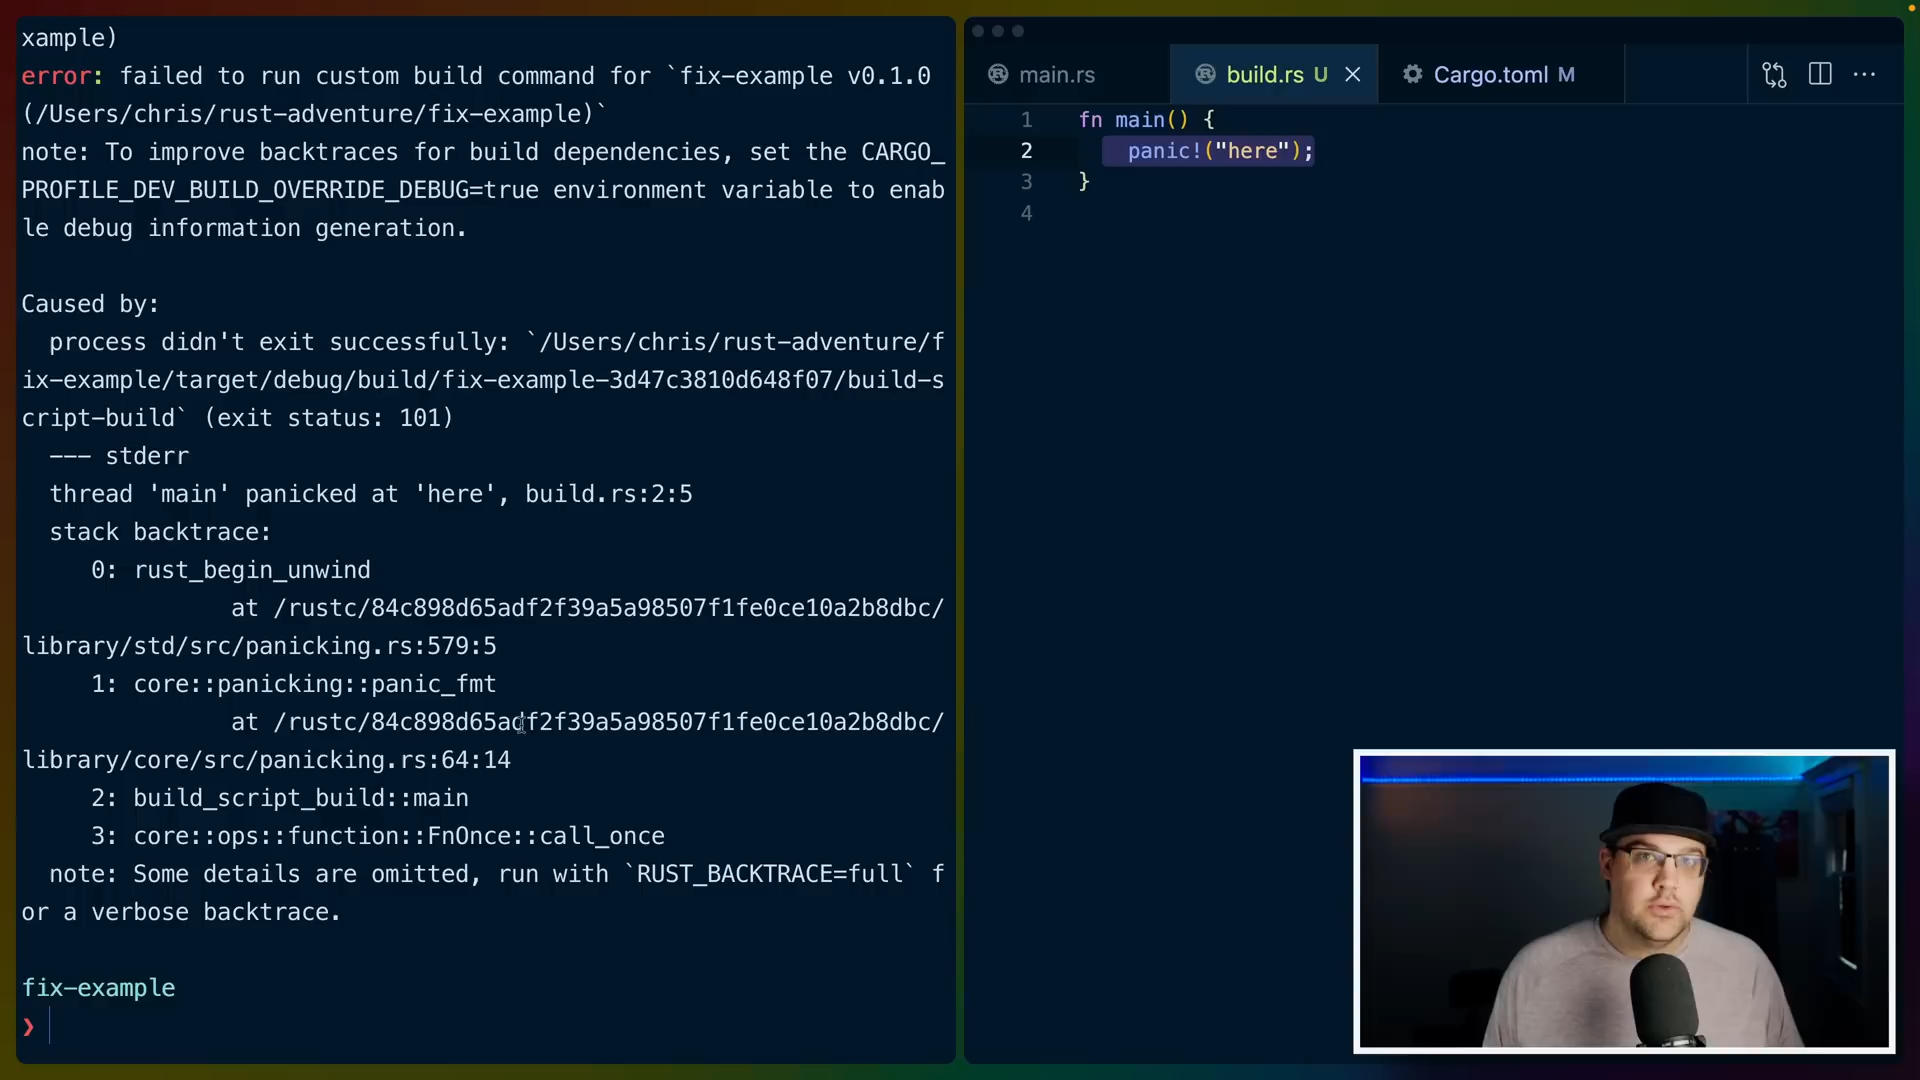 xample)
error: failed to run custom build command for `fix-example v0.1.0
(/Users/chris/rust-adventure/fix-example)`
note: To improve backtraces for build dependencies, set the CARGO_
PROFILE_DEV_BUILD_OVERRIDE_DEBUG=true environment variable to enab
le debug information generation.
Caused by:
process didn't exit successfully: `/Users/chris/rust-adventure/f
ix-example/target/debug/build/fix-example-3d47c3810d648f07/build-s
cript-build` (exit status: 101)
--- stderr
thread 'main' panicked at 'here', build.rs:2:5
stack backtrace:
0: rust_begin_unwind
at /rustc/84c898d65adf2f39a5a98507f1fe0ce10a2b8dbc/
library/std/src/panicking.rs:579:5
1: core::panicking::panic_fmt
at /rustc/84c898d65adf2f39a5a98507f1fe0ce10a2b8dbc/
library/core/src/panicking.rs:64:14
2: build_script_build::main
3: core::ops::function::FnOnce::call_once
note: Some details are omitted, run with `RUST_BACKTRACE=full` f
or a verbose backtrace.
fix-example
❯
main.rs
build.rs U
Cargo.toml M
1 fn main() {
2 panic!("here");
3 }
4